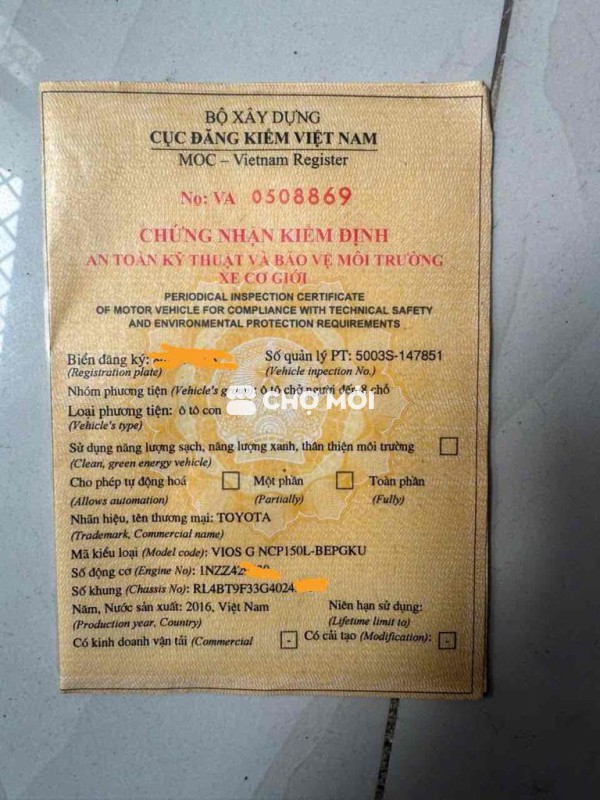 BỘ XÂY DỰNG
CỤC ĐĂNG KIỂM VIỆT NAM
MOC – Vietnam Register
No: VA 0508869
CHỨNG NHẬN KIỂM ĐỊNH
AN TOÀN KỸ THUẬT VÀ BẢO VỆ MÔI TRƯỜNG
XE CƠ GIỚI
PERIODICAL INSPECTION CERTIFICATE
OF MOTOR VEHICLE FOR COMPLIANCE WITH TECHNICAL SAFETY
AND ENVIRONMENTAL PROTECTION REQUIREMENTS
Biển đăng ký: Số quản lý PT: 5003S-147851
(Registration plate) (Vehicle inpection No.)
Nhóm phương tiện (Vehicle's : ô tô chở người đến 8 chỗ
CHỢ MỚI
Loại phương tiện: ô tô con
(Vehicle's type)
Sử dụng năng lượng sạch, năng lượng xanh, thân thiện môi trường
(Clean, green energy vehicle)
Cho phép tự động hoá Một phần Toàn phần
(Allows automation) (Partially) (Fully)
Nhãn hiệu, tên thương mại: TOYOTA
(Trademark, Commercial name)
Mã kiểu loại (Model code): VIOS G NCP150L-BEPGKU
Số động cơ (Engine No): 1NZZ42
Số khung (Chassis No): RL4BT9F33G4024
Năm, Nước sản xuất: 2016, Việt Nam Niên hạn sử dụng:
(Production year, Country) (Lifetime limit to)
Có kinh doanh vận tải (Commercial - Có cải tạo (Modification): -